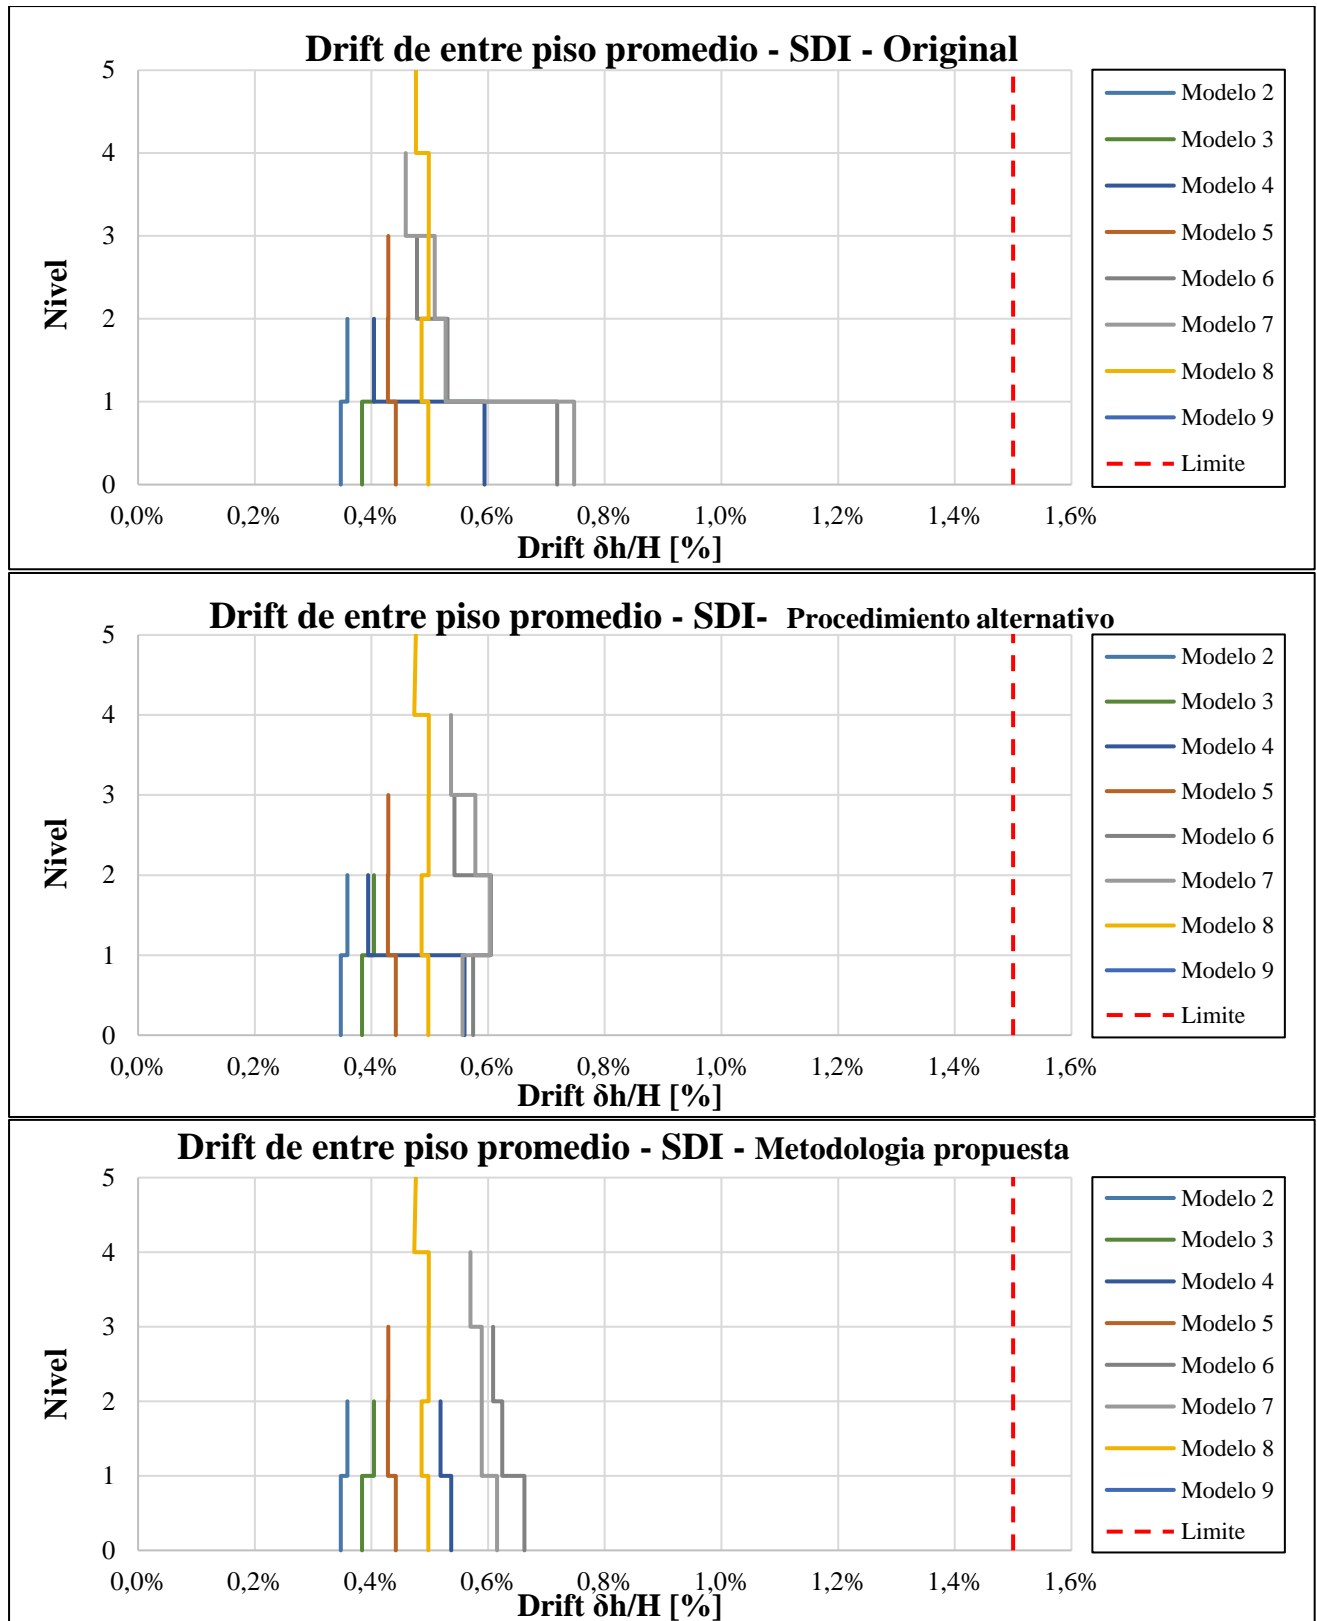 Drift de entre piso promedio - SDI - Original
5
4
3
2
1
0
Nivel
0,0% 0,2% 0,4% 0,6% 0,8% 1,0% 1,2% 1,4% 1,6%
Drift δh/H [%]
Modelo 2
Modelo 3
Modelo 4
Modelo 5
Modelo 6
Modelo 7
Modelo 8
Modelo 9
Limite
Drift de entre piso promedio - SDI- Procedimiento alternativo
5
4
3
2
1
0
Nivel
0,0% 0,2% 0,4% 0,6% 0,8% 1,0% 1,2% 1,4% 1,6%
Drift δh/H [%]
Modelo 2
Modelo 3
Modelo 4
Modelo 5
Modelo 6
Modelo 7
Modelo 8
Modelo 9
Limite
Drift de entre piso promedio - SDI - Metodologia propuesta
5
4
3
2
1
0
Nivel
0,0% 0,2% 0,4% 0,6% 0,8% 1,0% 1,2% 1,4% 1,6%
Drift δh/H [%]
Modelo 2
Modelo 3
Modelo 4
Modelo 5
Modelo 6
Modelo 7
Modelo 8
Modelo 9
Limite